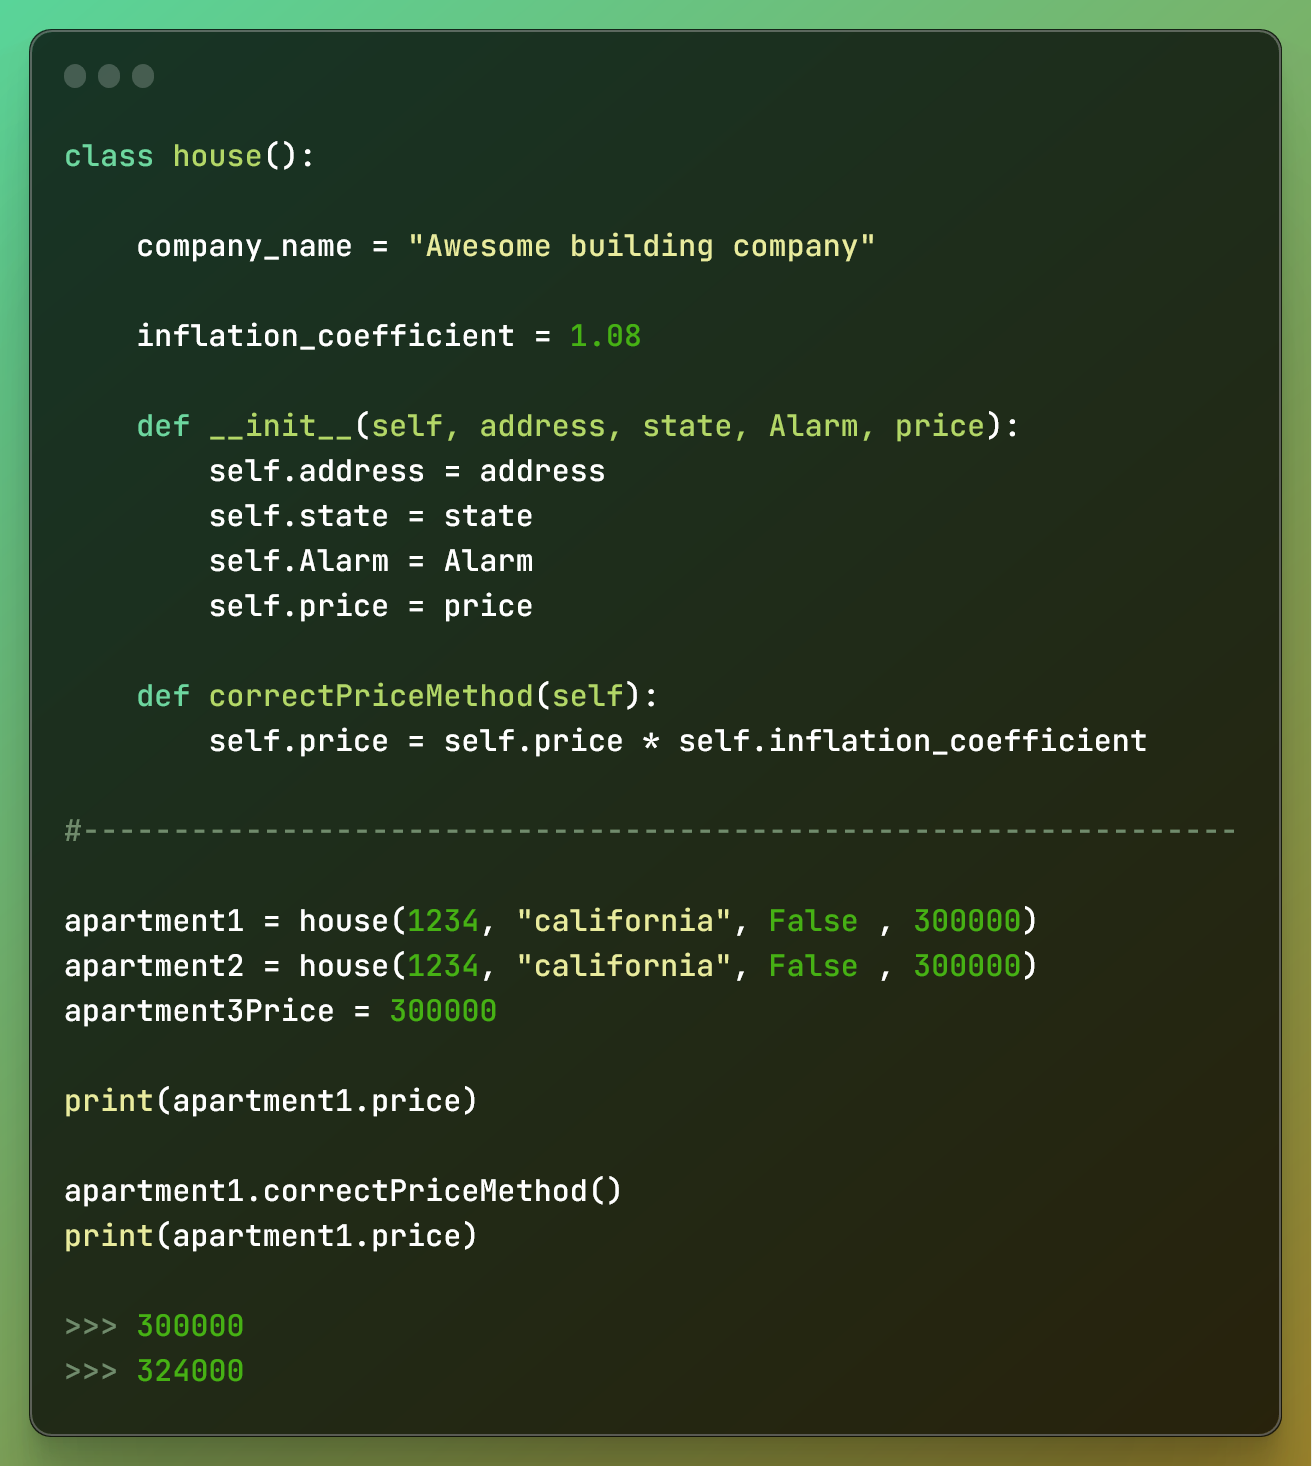 class house():
    company_name = "Awesome building company"
    inflation_coefficient = 1.08
    def __init__(self, address, state, Alarm, price):
        self.address = address
        self.state = state
        self.Alarm = Alarm
        self.price = price
    def correctPriceMethod(self):
        self.price = self.price * self.inflation_coefficient
#----------------------------------------------------------------
apartment1 = house(1234, "california", False , 300000)
apartment2 = house(1234, "california", False , 300000)
apartment3Price = 300000
print(apartment1.price)
apartment1.correctPriceMethod()
print(apartment1.price)
>>> 300000
>>> 324000